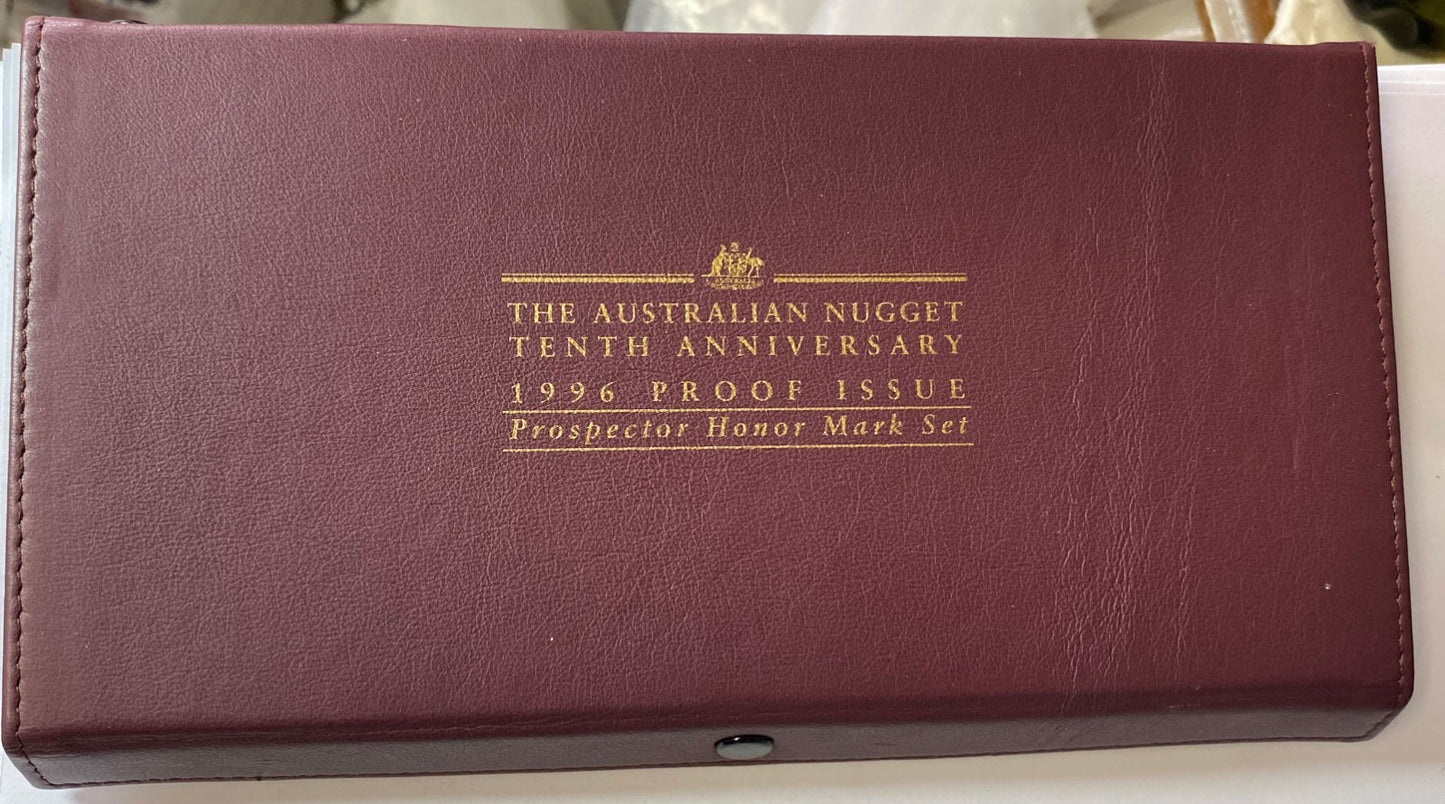 THE AUSTRALIAN NUGGET
TENTH ANNIVERSARY
1996 PROOF ISSUE
Prospector Honor Mark Set